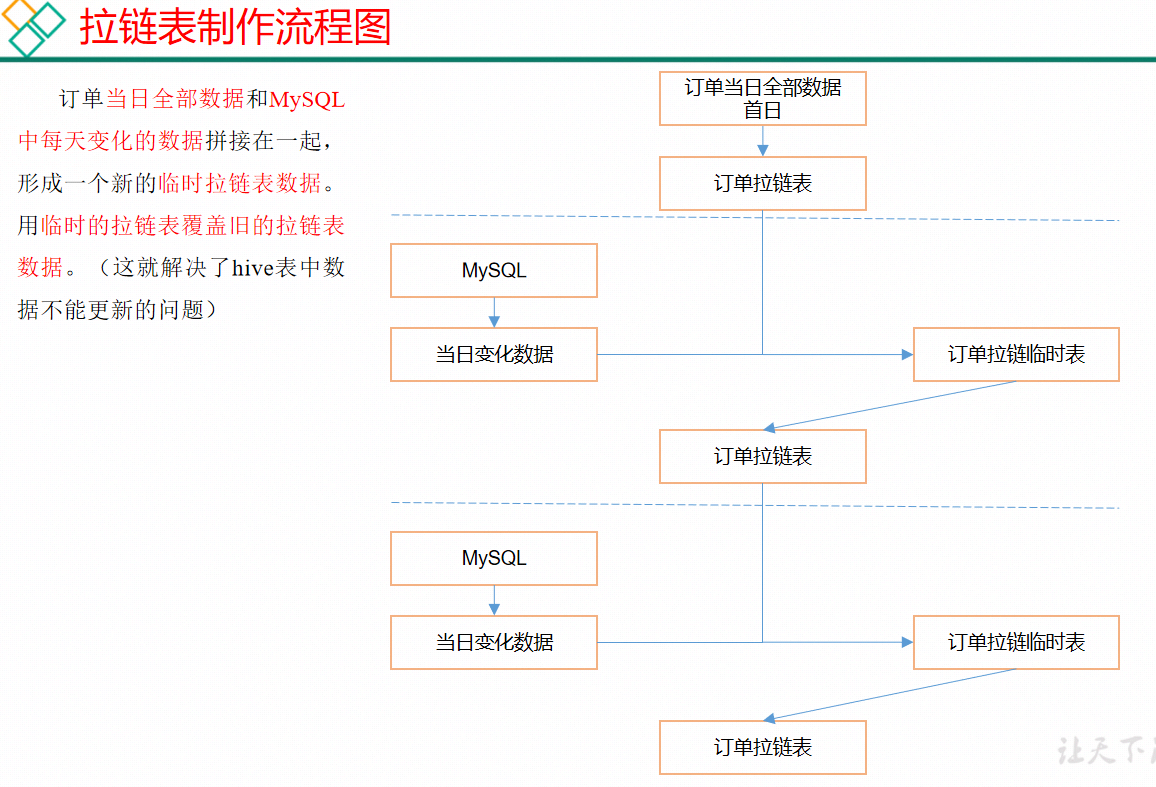 拉链表制作流程图
订单当日全部数据和MySQL
中每天变化的数据拼接在一起，
形成一个新的临时拉链表数据。
用临时的拉链表覆盖旧的拉链表
数据。（这就解决了hive表中数
据不能更新的问题）
订单当日全部数据
首日
订单拉链表
MySQL
当日变化数据
订单拉链临时表
订单拉链表
MySQL
当日变化数据
订单拉链临时表
订单拉链表
让天下